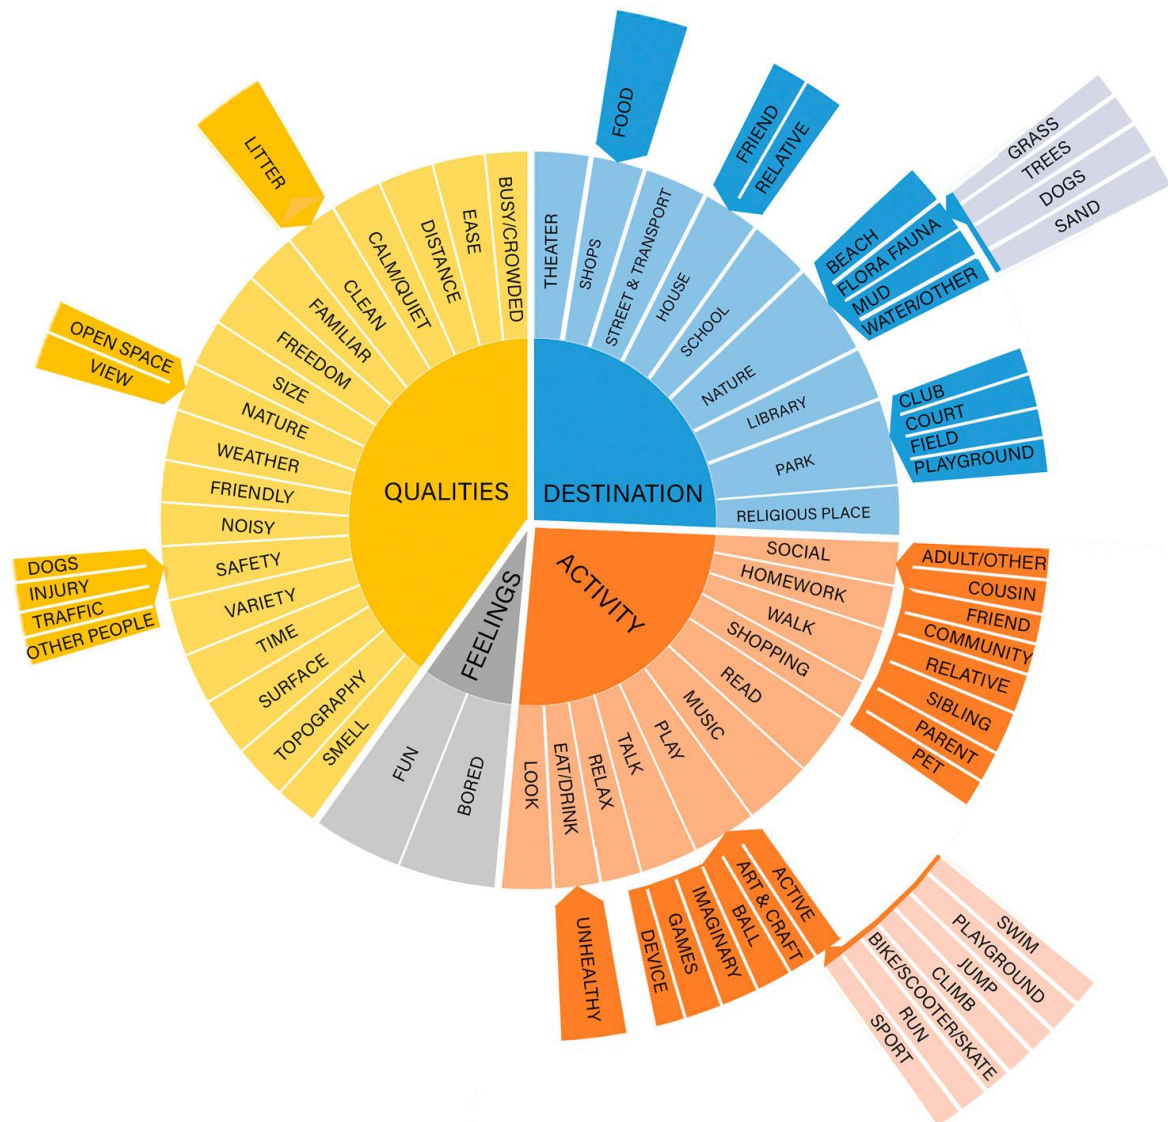 QUALITIES
BUSY/CROWDED
EASE
DISTANCE
CALM/QUIET
CLEAN
LITTER
FAMILIAR
FREEDOM
SIZE
NATURE
OPEN SPACE
VIEW
WEATHER
FRIENDLY
NOISY
SAFETY
DOGS
INJURY
TRAFFIC
OTHER PEOPLE
VARIETY
TIME
SURFACE
TOPOGRAPHY
SMELL
DESTINATION
THEATER
SHOPS
FOOD
STREET & TRANSPORT
HOUSE
FRIEND
RELATIVE
SCHOOL
NATURE
BEACH
FLORA FAUNA
MUD
WATER/OTHER
GRASS
TREES
DOGS
SAND
LIBRARY
PARK
CLUB
COURT
FIELD
PLAYGROUND
RELIGIOUS PLACE
ACTIVITY
SOCIAL
ADULT/OTHER
COUSIN
FRIEND
COMMUNITY
RELATIVE
SIBLING
PARENT
PET
HOMEWORK
WALK
SHOPPING
READ
MUSIC
PLAY
ACTIVE
ART & CRAFT
BALL
IMAGINARY
GAMES
DEVICE
SWIM
PLAYGROUND
JUMP
CLIMB
BIKE/SCOOTER/SKATE
RUN
SPORT
TALK
RELAX
EAT/DRINK
UNHEALTHY
LOOK
FEELINGS
FUN
BORED